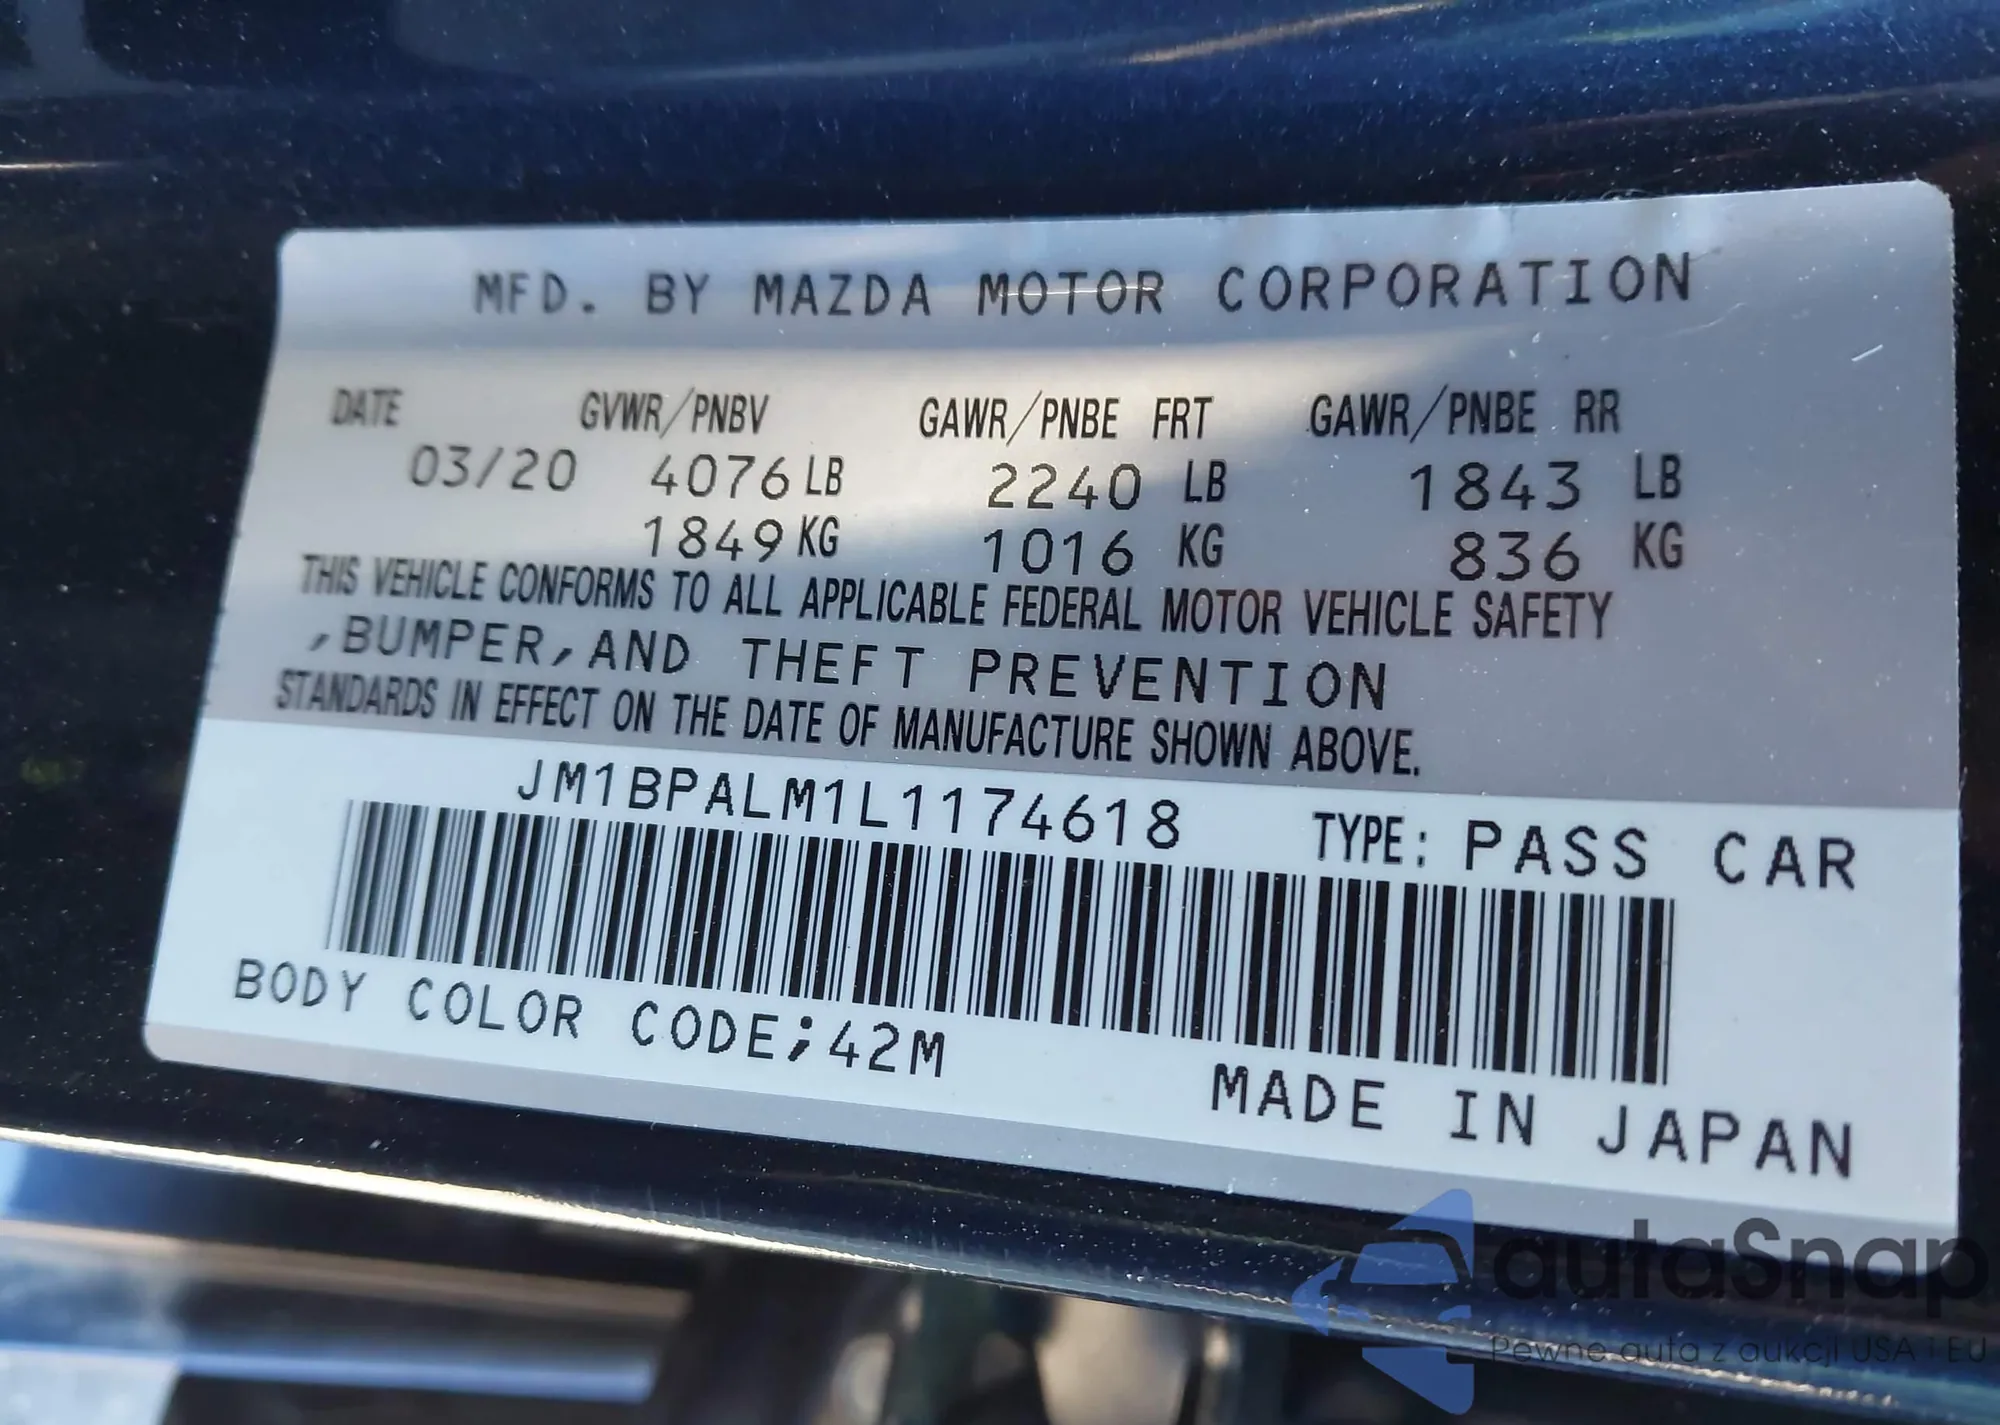 MFD. BY MAZDA MOTOR CORPORATION
DATE GVWR/PNBV GAWR/PNBE FRT GAWR/PNBE RR
03/20 4076 LB 2240 LB 1843 LB
1849 KG 1016 KG 836 KG
THIS VEHICLE CONFORMS TO ALL APPLICABLE FEDERAL MOTOR VEHICLE SAFETY
,BUMPER,AND THEFT PREVENTION
STANDARDS IN EFFECT ON THE DATE OF MANUFACTURE SHOWN ABOVE.
JM1BPALM1L1174618 TYPE: PASS CAR
BODY COLOR CODE;42M
MADE IN JAPAN
autaSnap
Pewne auta z aukcji USA i EU